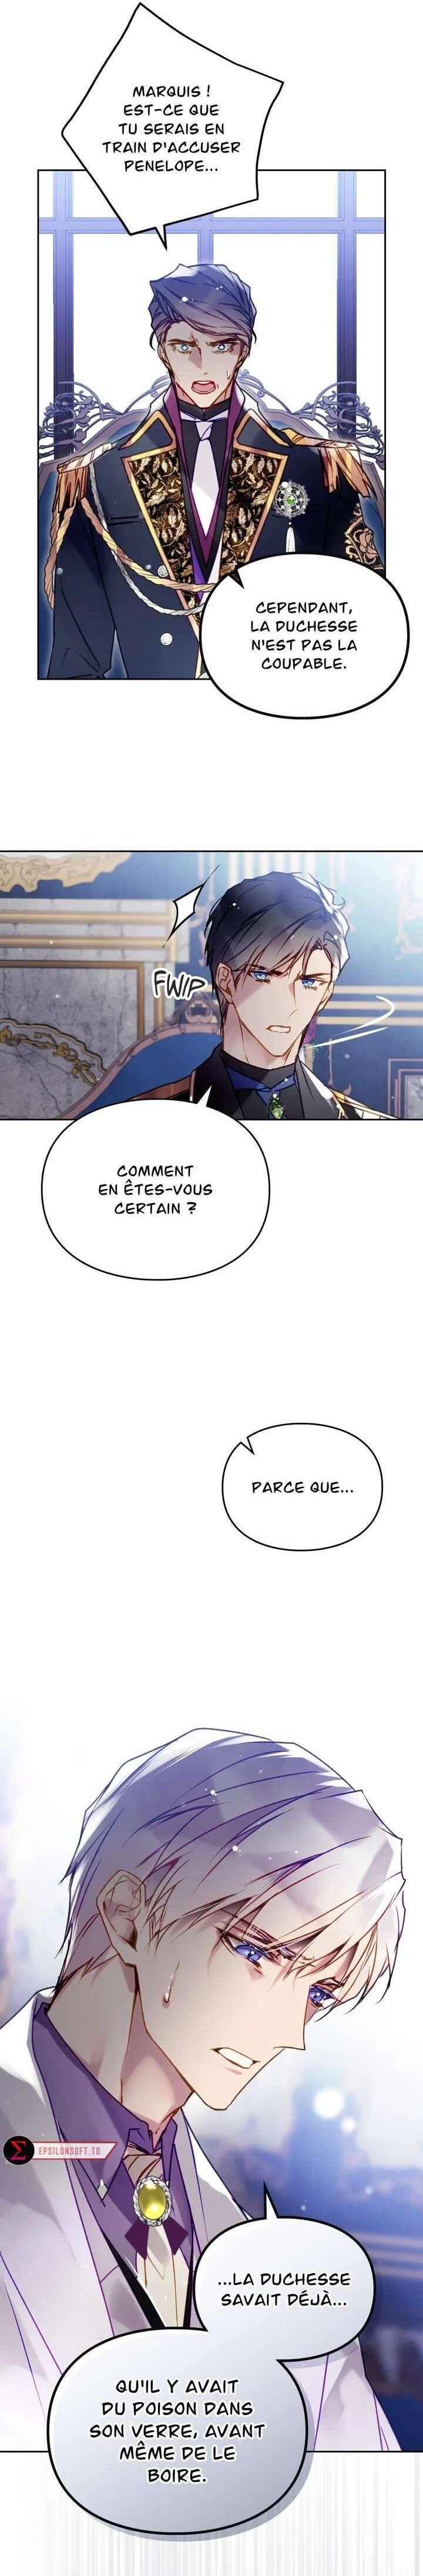 MARQUIS !
EST-CE QUE
TU SERAIS EN
TRAIN D'ACCUSER
PENELOPE...
CEPENDANT,
LA DUCHESSE
N'EST PAS LA
COUPABLE.
FWIP
COMMENT
EN ÊTES-VOUS
CERTAIN ?
PARCE QUE...
EPSILONSOFT.TO
...LA DUCHESSE
SAVAIT DÉJÀ...
QU'IL Y AVAIT
DU POISON DANS
SON VERRE, AVANT
MÊME DE LE
BOIRE.